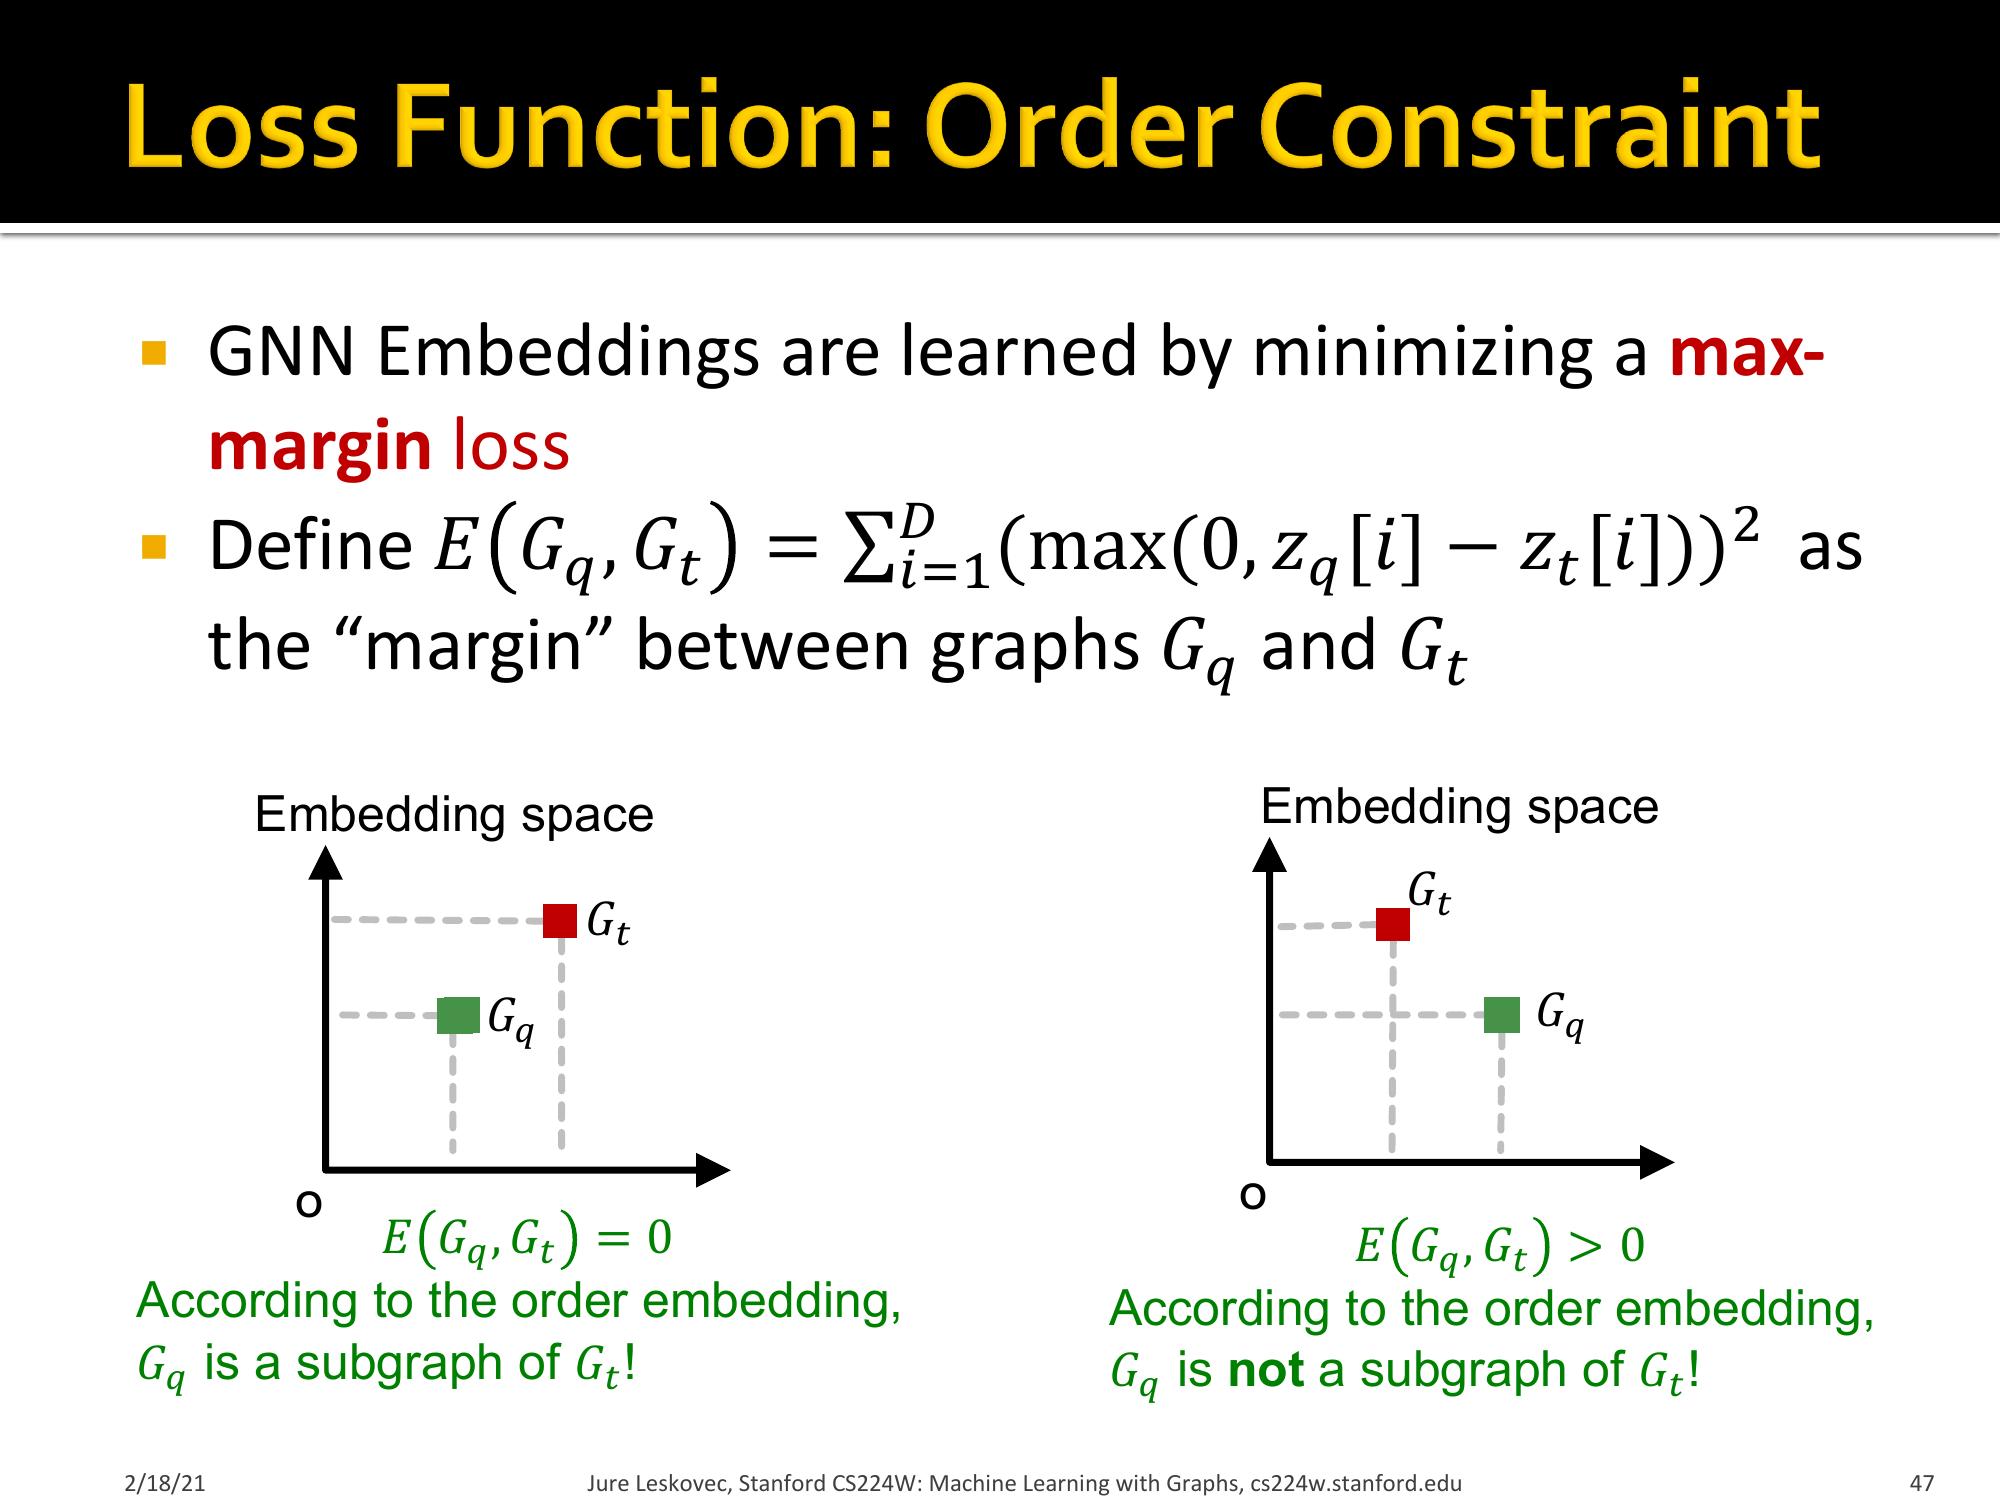 Loss Function: Order Constraint
GNN Embeddings are learned by minimizing a max-
margin loss
Define E(G_q, G_t) = ∑_{i=1}^{D}(max(0, z_q[i] − z_t[i]))^2 as
the “margin” between graphs G_q and G_t
Embedding space
G_t
G_q
O
E(G_q, G_t) = 0
According to the order embedding,
G_q is a subgraph of G_t!
Embedding space
G_t
G_q
O
E(G_q, G_t) > 0
According to the order embedding,
G_q is not a subgraph of G_t!
2/18/21
Jure Leskovec, Stanford CS224W: Machine Learning with Graphs, cs224w.stanford.edu
47